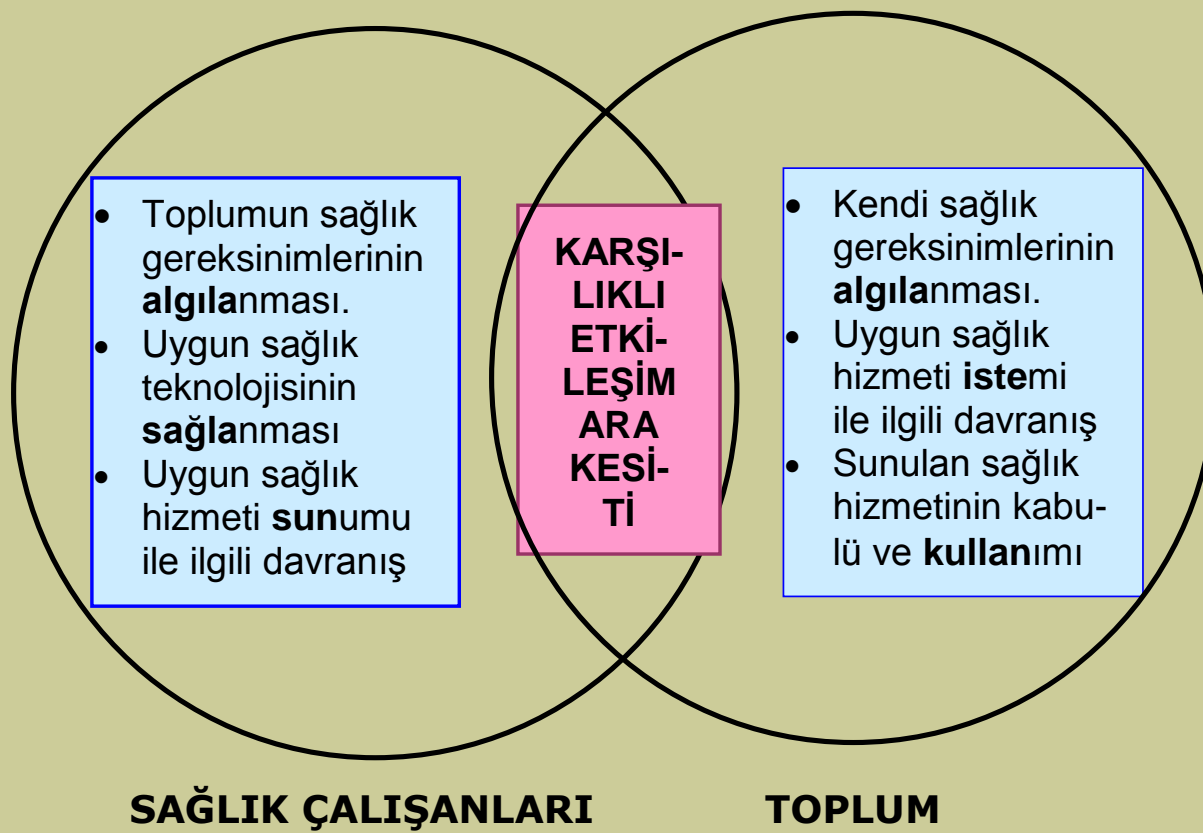 • Toplumun sağlık
gereksinimlerinin
algılanması.
• Uygun sağlık
teknolojisinin
sağlanması
• Uygun sağlık
hizmeti sunumu
ile ilgili davranış
KARŞI-
LIKLI
ETKİ-
LEŞİM
ARA
KESİ-
Tİ
• Kendi sağlık
gereksinimlerinin
algılanması.
• Uygun sağlık
hizmeti istemi
ile ilgili davranış
• Sunulan sağlık
hizmetinin kabu-
lü ve kullanımı
SAĞLIK ÇALIŞANLARI
TOPLUM